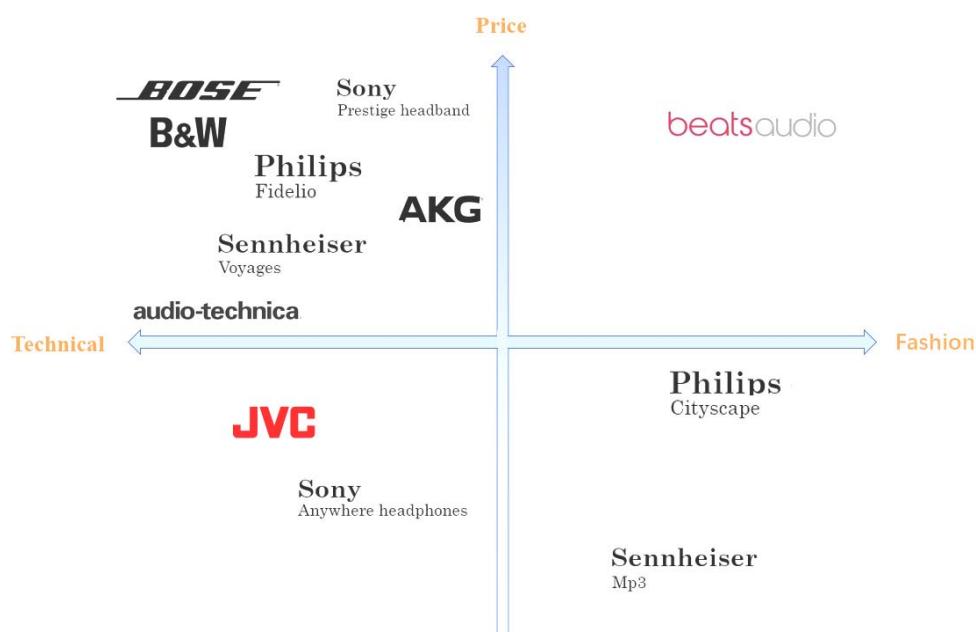 Price
BOSE
Sony
Prestige headband
B&W
beatsaudio
Philips
Fidelio
AKG
Sennheiser
Voyages
audio-technica
Technical
Fashion
Philips
Cityscape
JVC
Sony
Anywhere headphones
Sennheiser
Mp3